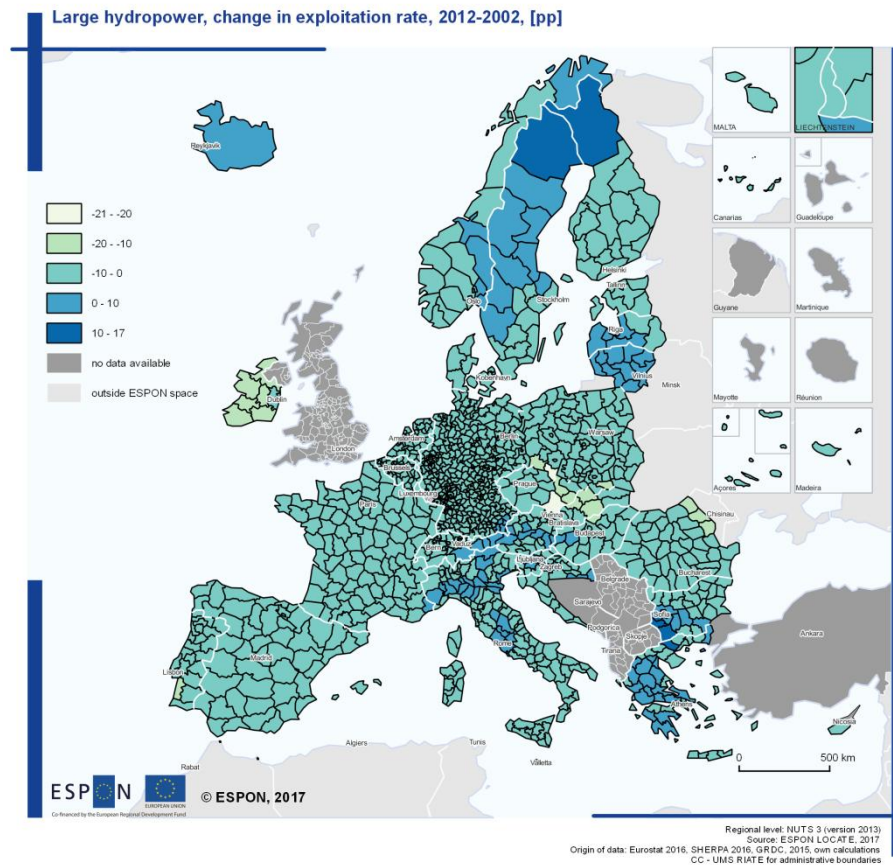 Large hydropower, change in exploitation rate, 2012-2002, [pp]
-21 - -20
-20 - -10
-10 - 0
0 - 10
10 - 17
no data available
outside ESPON space
Reykjavik
MALTA
LIECHTENSTEIN
Canarias
Guadeloupe
Guyane
Martinique
Mayotte
Réunion
Açores
Madeira
Helsinki
Tallinn
Oslo
Stockholm
Riga
Vilnius
Minsk
København
Dublin
London
Amsterdam
Berlin
Warsaw
Brussels
Luxembourg
Prague
Paris
Vienna
Bratislava
Budapest
Chisinau
Bern
Vaduz
Ljubljana
Zagreb
Belgrade
Bucharest
Sarajevo
Sofia
Podgorica
Skopje
Tirana
Rome
Ankara
Madrid
Lisbon
Athens
Nicosia
Algiers
Tunis
Rabat
Valletta
0 500 km
ESPON
EUROPEAN UNION
Co-financed by the European Regional Development Fund
© ESPON, 2017
Regional level: NUTS 3 (version 2013)
Source: ESPON LOCATE, 2017
Origin of data: Eurostat 2016, SHERPA 2016, GRDC, 2015, own calculations
CC - UMS RIATE for administrative boundaries